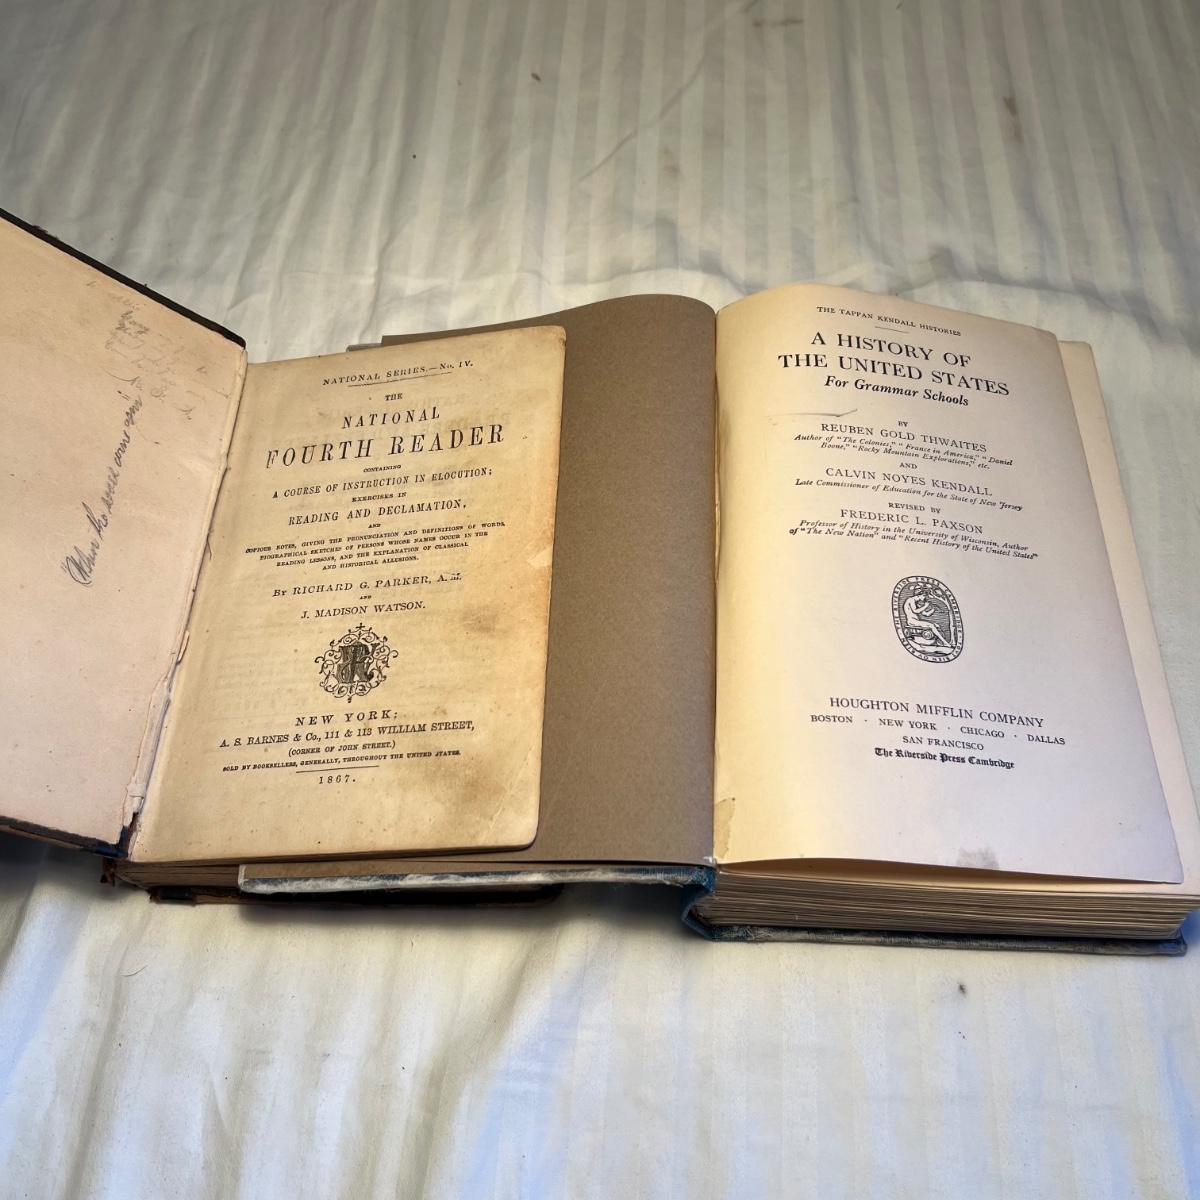 NATIONAL SERIES.—No. IV.
THE
NATIONAL
FOURTH READER
CONTAINING
A COURSE OF INSTRUCTION IN ELOCUTION;
EXERCISES IN
READING AND DECLAMATION,
AND
COPIOUS NOTES, GIVING THE PRONUNCIATION AND DEFINITIONS OF WORDS,
BIOGRAPHICAL SKETCHES OF PERSONS WHOSE NAMES OCCUR IN THE
READING LESSONS, AND THE EXPLANATION OF CLASSICAL
AND HISTORICAL ALLUSIONS.
BY RICHARD G. PARKER, A. M.
AND
J. MADISON WATSON.
NEW YORK:
A. S. BARNES & Co., 111 & 113 WILLIAM STREET,
(CORNER OF JOHN STREET.)
SOLD BY BOOKSELLERS, GENERALLY, THROUGHOUT THE UNITED STATES.
1867.
THE TAPPAN KENDALL HISTORIES
A HISTORY OF
THE UNITED STATES
For Grammar Schools
BY
REUBEN GOLD THWAITES
Author of "The Colonies," "France in America," "Daniel
Boone," "Rocky Mountain Explorations," etc.
AND
CALVIN NOYES KENDALL
Late Commissioner of Education for the State of New Jersey
REVISED BY
FREDERIC L. PAXSON
Professor of History in the University of Wisconsin, Author
of "The New Nation" and "Recent History of the United States"
HOUGHTON MIFFLIN COMPANY
BOSTON · NEW YORK · CHICAGO · DALLAS
SAN FRANCISCO
The Riverside Press Cambridge